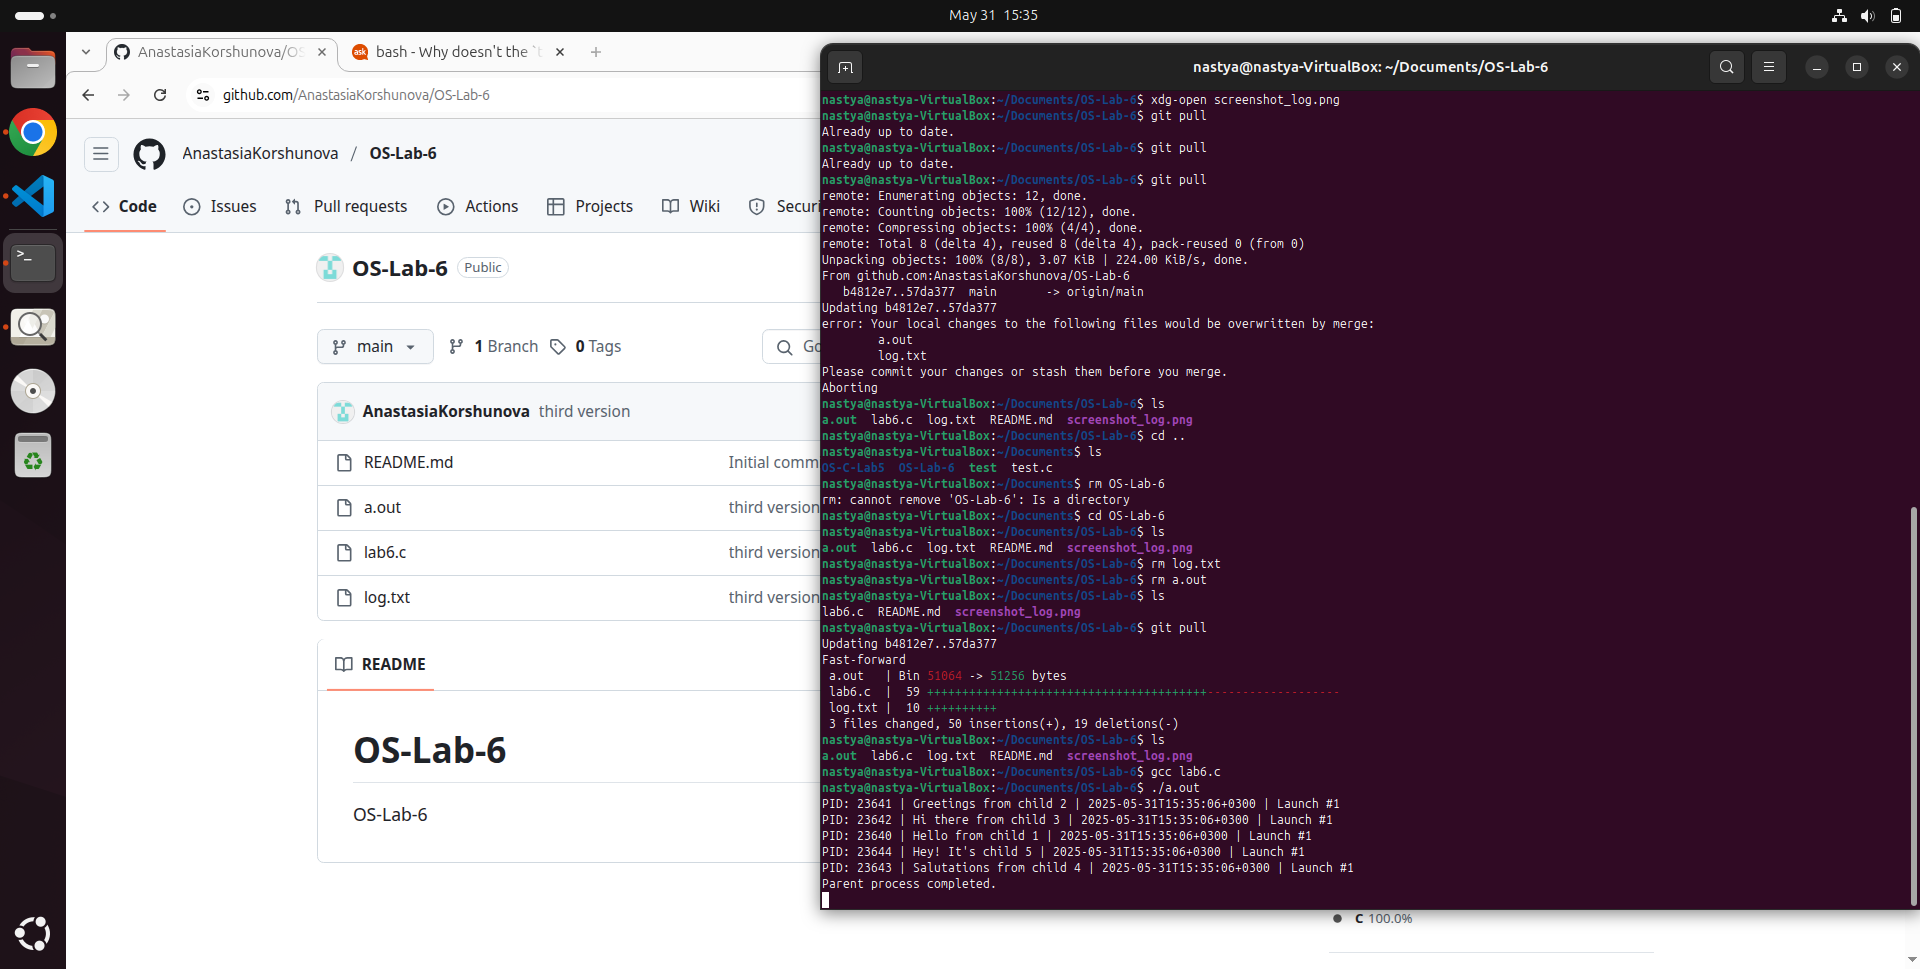 May 31 15:35
AnastasiaKorshunova/OS
bash - Why doesn't the `t
github.com/AnastasiaKorshunova/OS-Lab-6
AnastasiaKorshunova / OS-Lab-6
Code
Issues
Pull requests
Actions
Projects
Wiki
Securi
OS-Lab-6
Public
main
1 Branch
0 Tags
Go
AnastasiaKorshunova third version
README.md Initial comm
a.out third version
lab6.c third version
log.txt third version
README
OS-Lab-6
OS-Lab-6
C 100.0%
nastya@nastya-VirtualBox: ~/Documents/OS-Lab-6
nastya@nastya-VirtualBox:~/Documents/OS-Lab-6$ xdg-open screenshot_log.png
nastya@nastya-VirtualBox:~/Documents/OS-Lab-6$ git pull
Already up to date.
nastya@nastya-VirtualBox:~/Documents/OS-Lab-6$ git pull
Already up to date.
nastya@nastya-VirtualBox:~/Documents/OS-Lab-6$ git pull
remote: Enumerating objects: 12, done.
remote: Counting objects: 100% (12/12), done.
remote: Compressing objects: 100% (4/4), done.
remote: Total 8 (delta 4), reused 8 (delta 4), pack-reused 0 (from 0)
Unpacking objects: 100% (8/8), 3.07 KiB | 224.00 KiB/s, done.
From github.com:AnastasiaKorshunova/OS-Lab-6
b4812e7..57da377 main -> origin/main
Updating b4812e7..57da377
error: Your local changes to the following files would be overwritten by merge:
a.out
log.txt
Please commit your changes or stash them before you merge.
Aborting
nastya@nastya-VirtualBox:~/Documents/OS-Lab-6$ ls
a.out lab6.c log.txt README.md screenshot_log.png
nastya@nastya-VirtualBox:~/Documents/OS-Lab-6$ cd ..
nastya@nastya-VirtualBox:~/Documents$ ls
OS-C-Lab5 OS-Lab-6 test test.c
nastya@nastya-VirtualBox:~/Documents$ rm OS-Lab-6
rm: cannot remove 'OS-Lab-6': Is a directory
nastya@nastya-VirtualBox:~/Documents$ cd OS-Lab-6
nastya@nastya-VirtualBox:~/Documents/OS-Lab-6$ ls
a.out lab6.c log.txt README.md screenshot_log.png
nastya@nastya-VirtualBox:~/Documents/OS-Lab-6$ rm log.txt
nastya@nastya-VirtualBox:~/Documents/OS-Lab-6$ rm a.out
nastya@nastya-VirtualBox:~/Documents/OS-Lab-6$ ls
lab6.c README.md screenshot_log.png
nastya@nastya-VirtualBox:~/Documents/OS-Lab-6$ git pull
Updating b4812e7..57da377
Fast-forward
a.out | Bin 51064 -> 51256 bytes
lab6.c | 59 ++++++++++++++++++++++++++++++++++++++++-------------------
log.txt | 10 ++++++++++
3 files changed, 50 insertions(+), 19 deletions(-)
nastya@nastya-VirtualBox:~/Documents/OS-Lab-6$ ls
a.out lab6.c log.txt README.md screenshot_log.png
nastya@nastya-VirtualBox:~/Documents/OS-Lab-6$ gcc lab6.c
nastya@nastya-VirtualBox:~/Documents/OS-Lab-6$ ./a.out
PID: 23641 | Greetings from child 2 | 2025-05-31T15:35:06+0300 | Launch #1
PID: 23642 | Hi there from child 3 | 2025-05-31T15:35:06+0300 | Launch #1
PID: 23640 | Hello from child 1 | 2025-05-31T15:35:06+0300 | Launch #1
PID: 23644 | Hey! It's child 5 | 2025-05-31T15:35:06+0300 | Launch #1
PID: 23643 | Salutations from child 4 | 2025-05-31T15:35:06+0300 | Launch #1
Parent process completed.